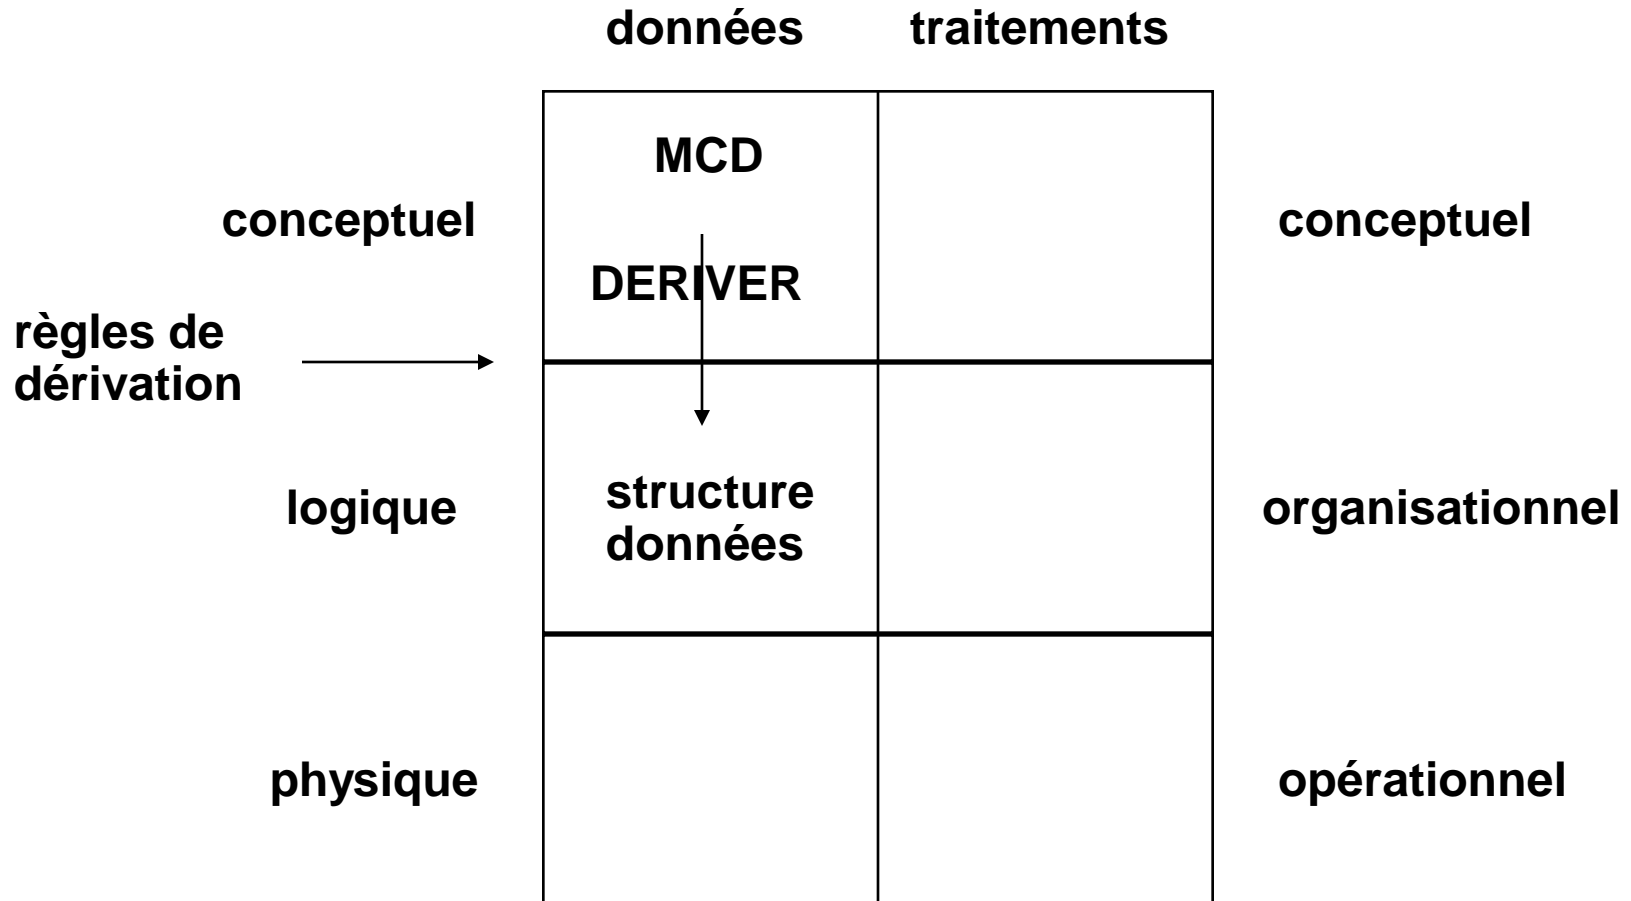 données traitements
MCD
conceptuel
conceptuel
DERIVER
règles de
dérivation
logique
structure
données
organisationnel
physique
opérationnel